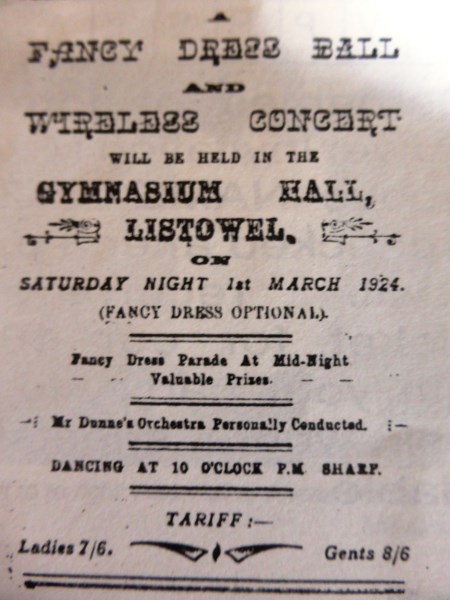 A
FANCY DRESS BALL
AND
WIRELESS CONCERT
WILL BE HELD IN THE
GYMNASIUM HALL,
LISTOWEL.
ON
SATURDAY NIGHT 1st MARCH 1924.
(FANCY DRESS OPTIONAL).
Fancy Dress Parade At Mid-Night
Valuable Prizes.
Mr Dunne's Orchestra Personally Conducted.
DANCING AT 10 O'CLOCK P.M. SHARP.
TARIFF:—
Ladies 7/6. Gents 8/6